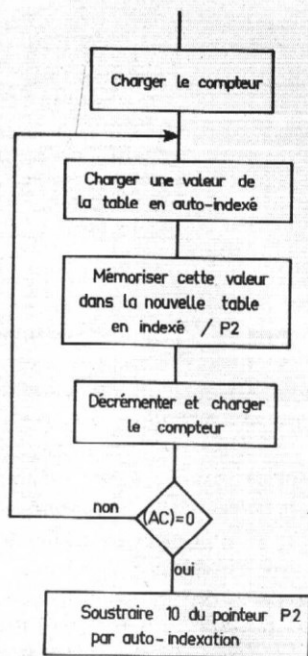 Charger le compteur
Charger une valeur de
la table en auto-indexé
Mémoriser cette valeur
dans la nouvelle table
en indexé / P2
Décrémenter et charger
le compteur
non
(AC)=0
oui
Soustraire 10 du pointeur P2
par auto-indexation